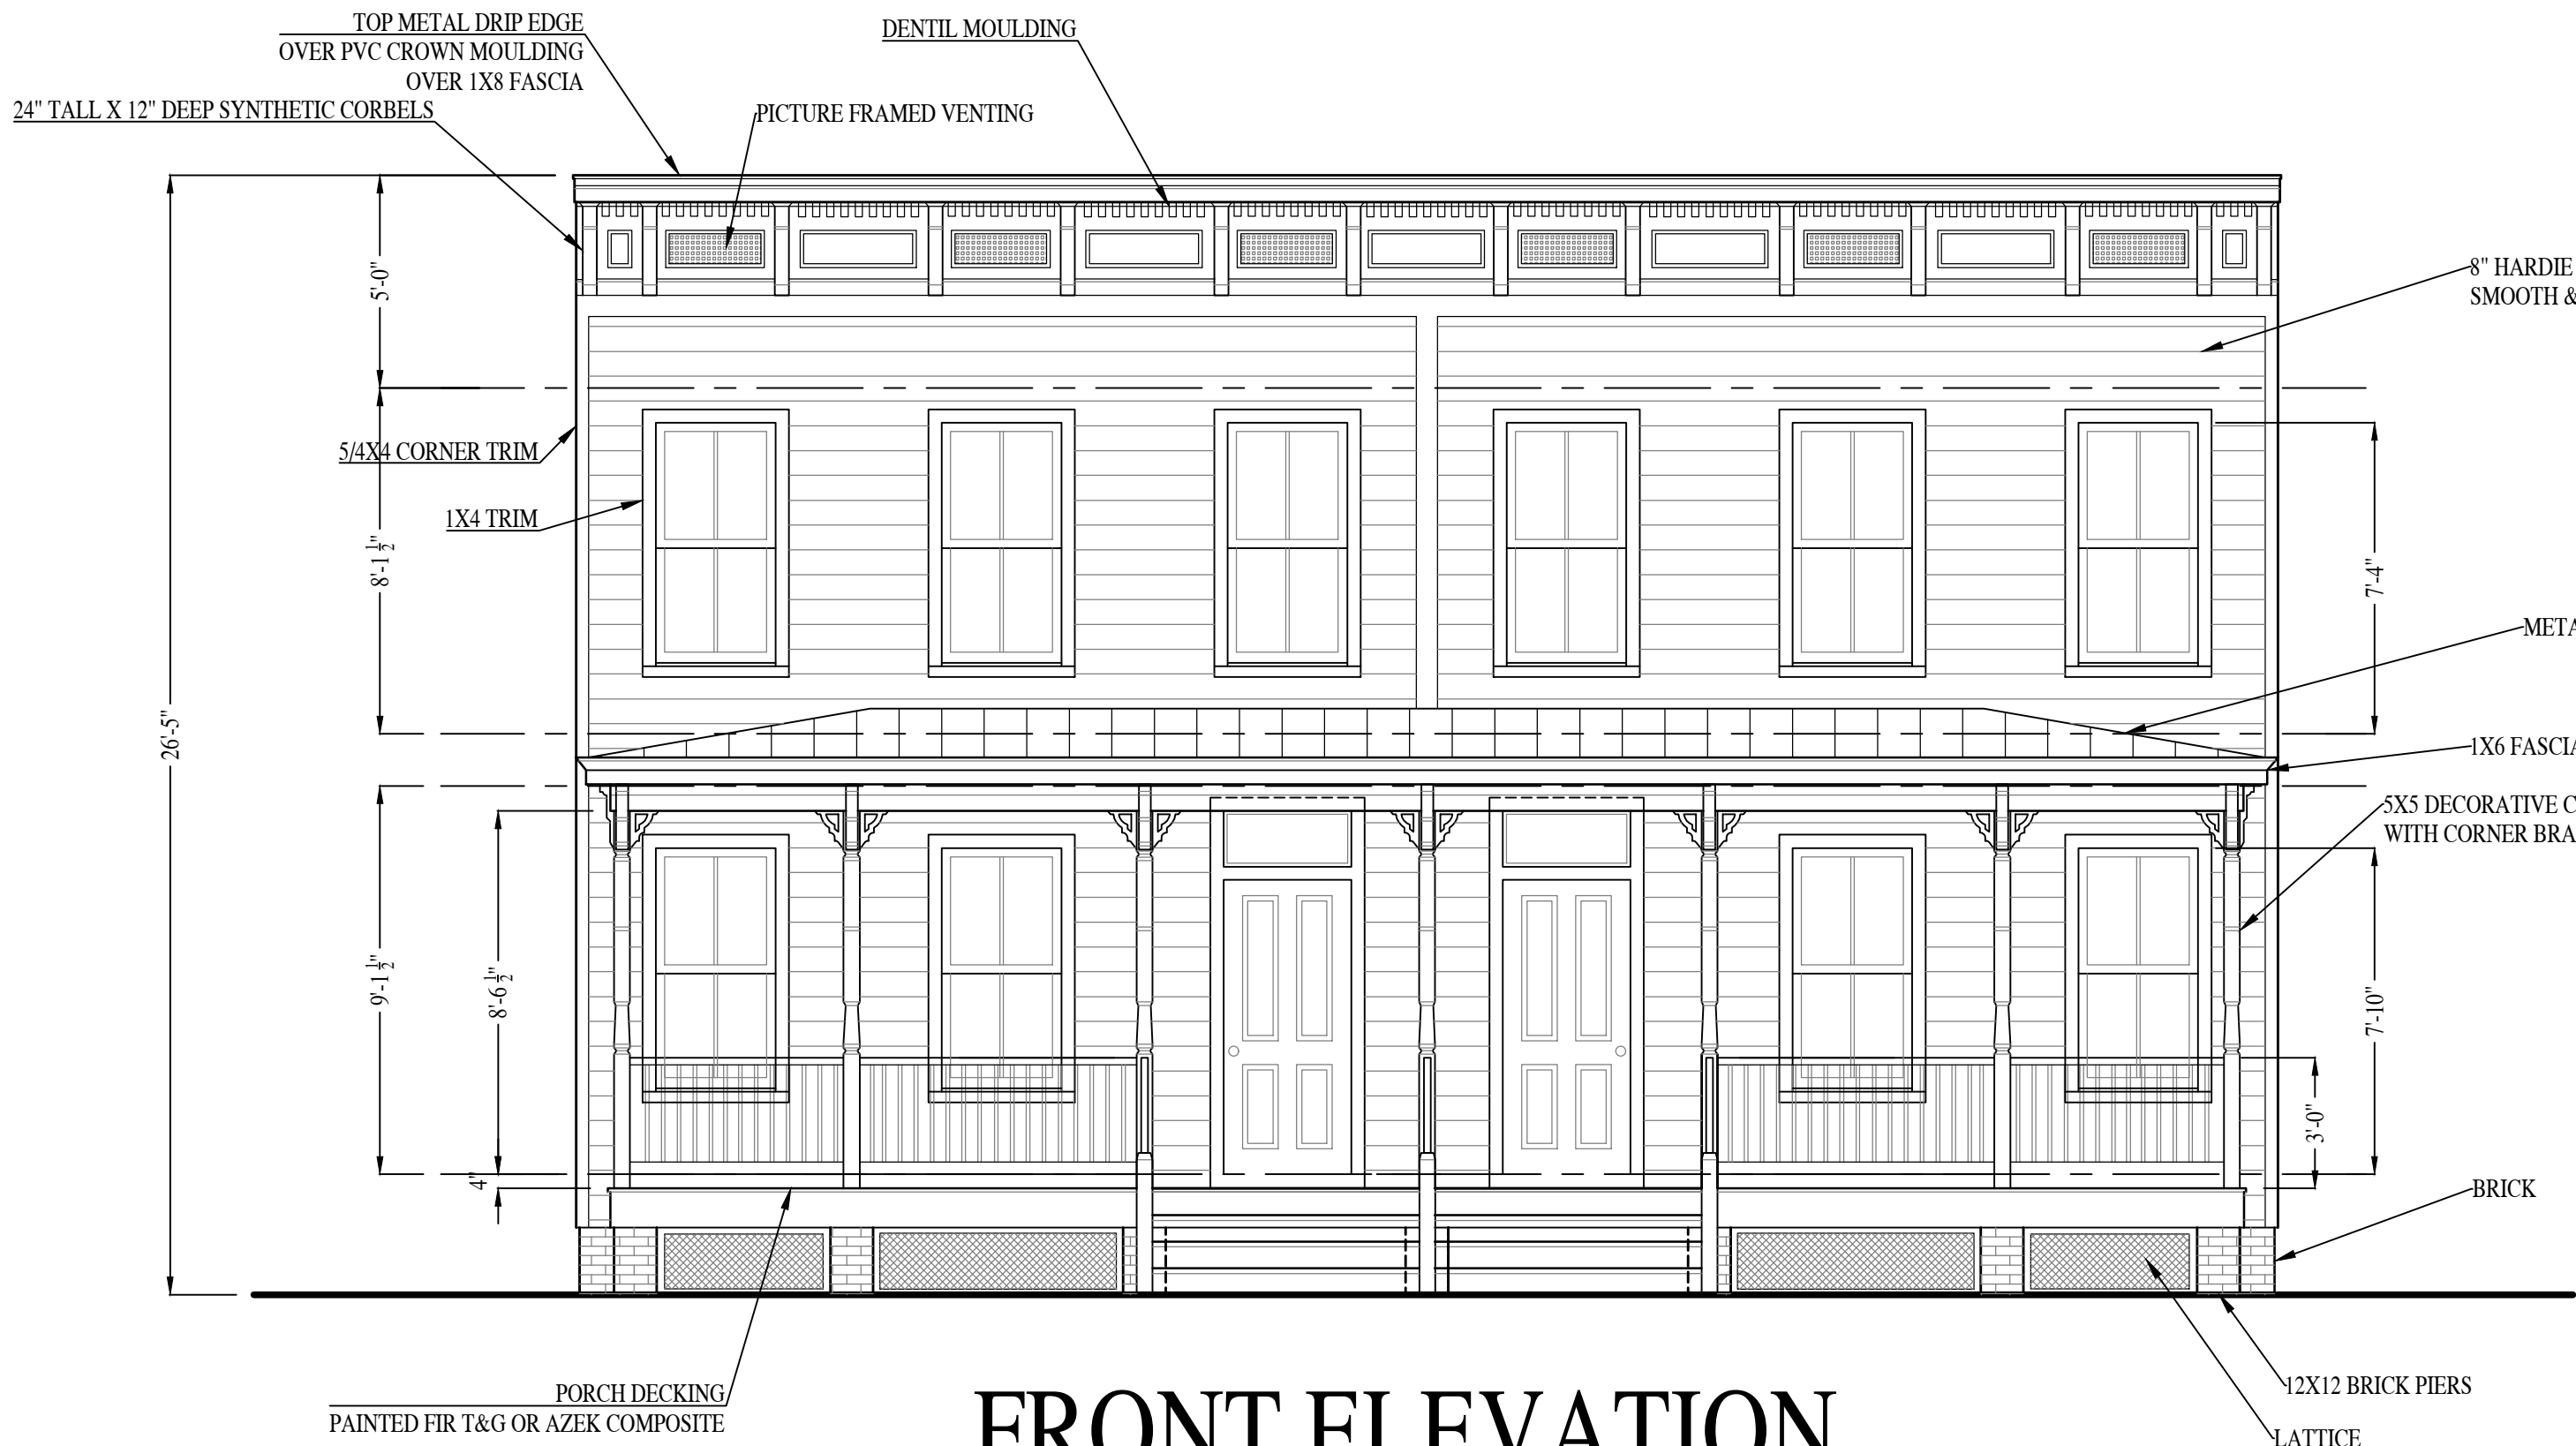 TOP METAL DRIP EDGE
OVER PVC CROWN MOULDING
OVER 1X8 FASCIA
DENTIL MOULDING
24" TALL X 12" DEEP SYNTHETIC CORBELS
PICTURE FRAMED VENTING
8" HARDIE
SMOOTH &
5'-0"
5/4X4 CORNER TRIM
1X4 TRIM
8'-1 1/2"
7'-4"
META
26'-5"
1X6 FASCIA
5X5 DECORATIVE C
WITH CORNER BRA
9'-1 1/2"
8'-6 1/2"
7'-10"
3'-0"
4"
BRICK
PORCH DECKING
PAINTED FIR T&G OR AZEK COMPOSITE
12X12 BRICK PIERS
LATTICE
FRONT ELEVATION